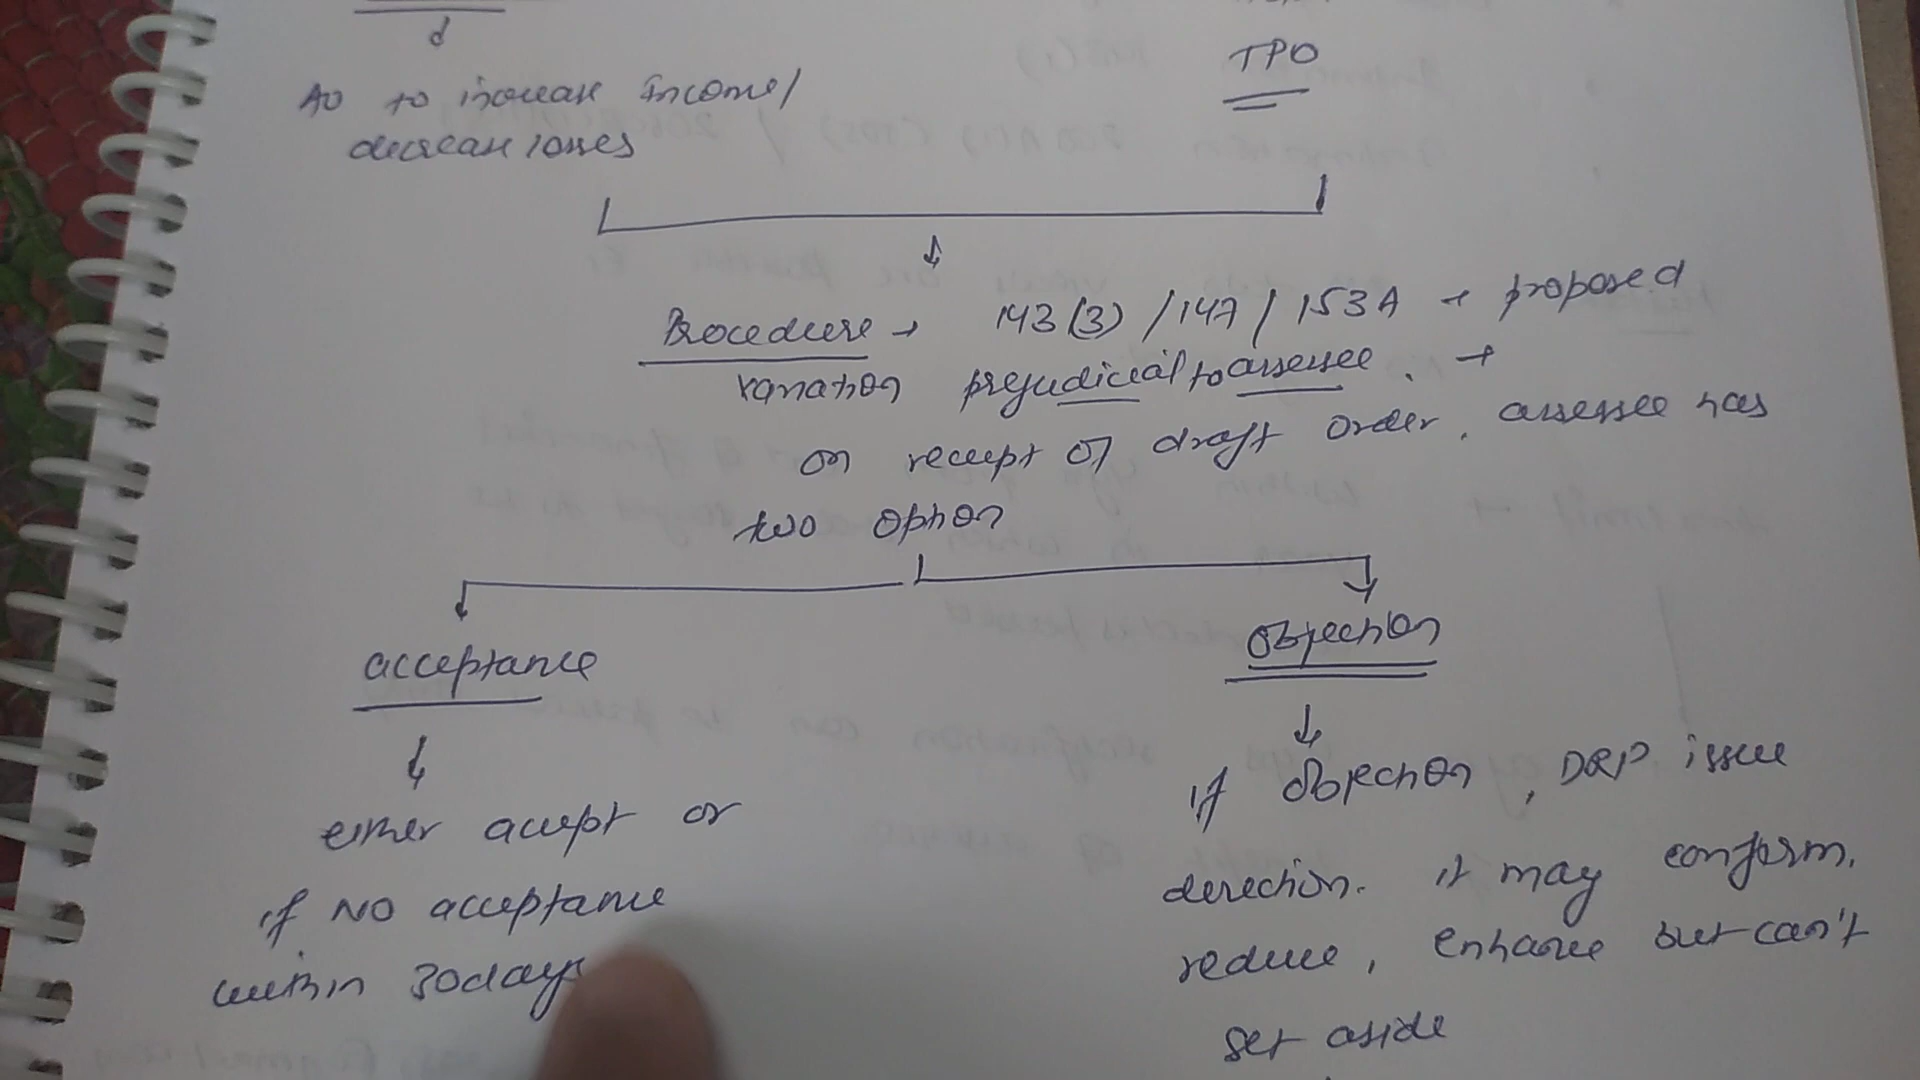 TPO
AO to increase Income/
decrease losses
Procedure → 143(3) / 147 / 153A → proposed
variation prejudicial to assessee. →
on receipt of draft order, assessee has
two option
acceptance
objection
either accept or
if NO acceptance
within 30days
if objection, DRP issue
direction. it may conform,
reduce, enhance but can't
set aside